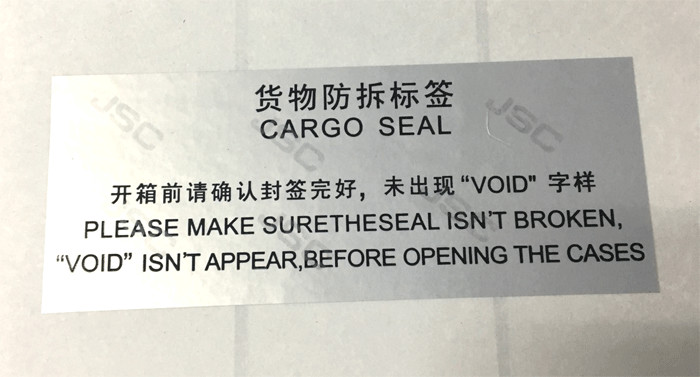 货物防拆标签
CARGO SEAL
开箱前请确认封签完好，未出现“VOID”字样
PLEASE MAKE SURETHESEAL ISN'T BROKEN,
“VOID” ISN'T APPEAR,BEFORE OPENING THE CASES
JSC
JSC
JSC
JSC
JSC